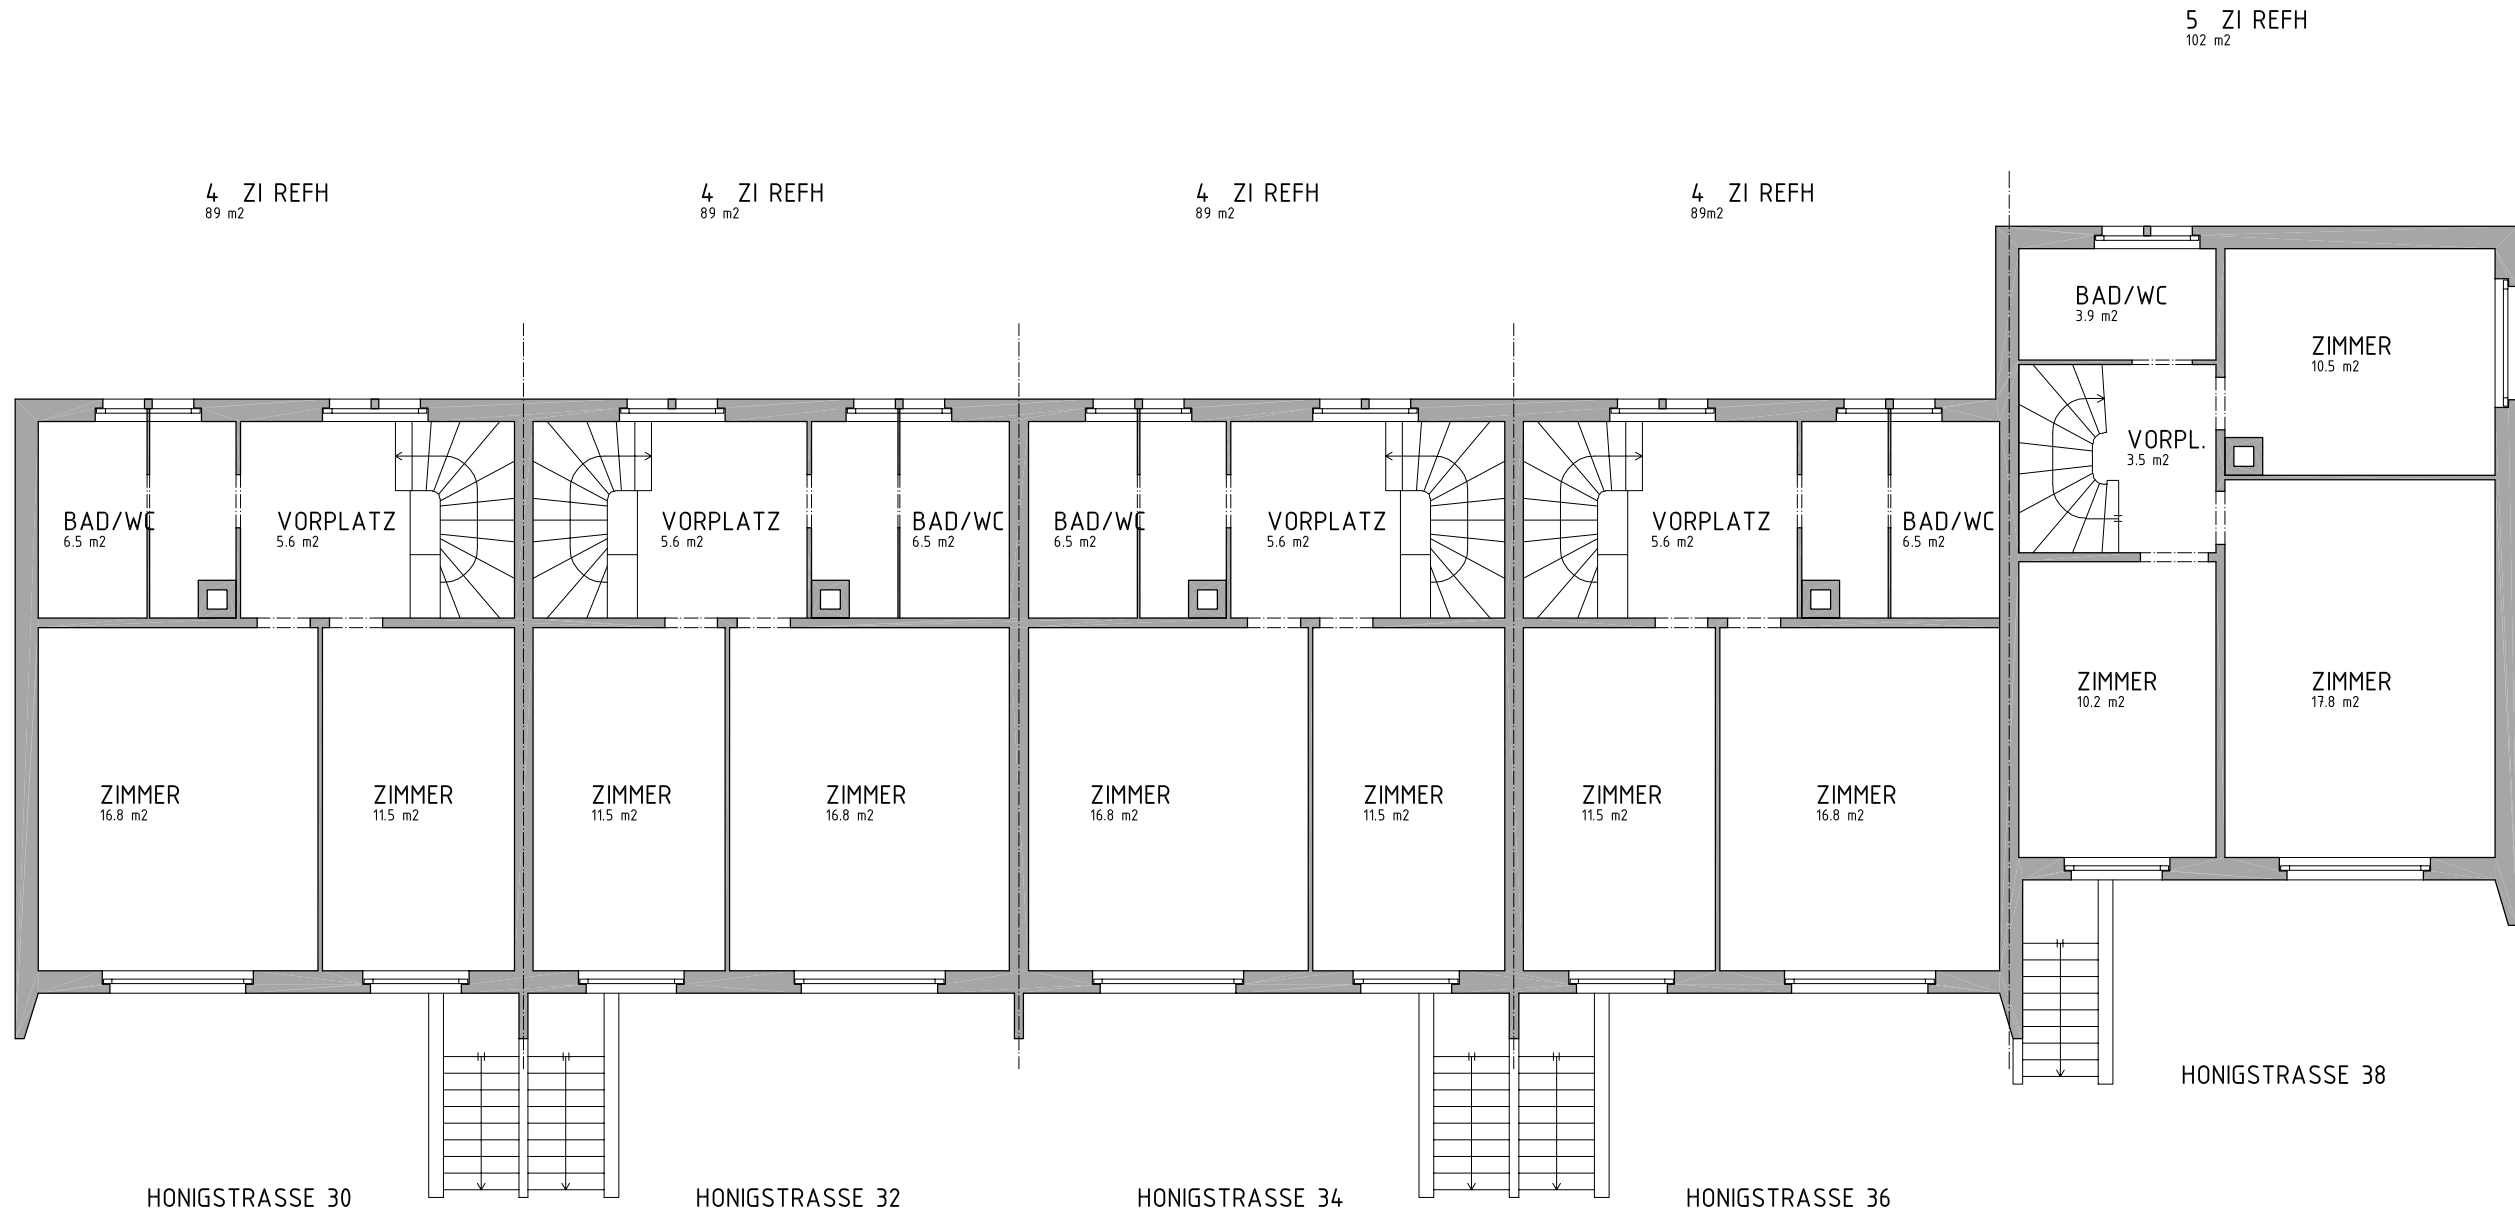 5 ZI REFH
102 m2
4 ZI REFH
89 m2
4 ZI REFH
89 m2
4 ZI REFH
89 m2
4 ZI REFH
89m2
BAD/WC
3.9 m2
ZIMMER
10.5 m2
VORPL.
3.5 m2
BAD/WC
6.5 m2
VORPLATZ
5.6 m2
VORPLATZ
5.6 m2
BAD/WC
6.5 m2
BAD/WC
6.5 m2
VORPLATZ
5.6 m2
VORPLATZ
5.6 m2
BAD/WC
6.5 m2
ZIMMER
10.2 m2
ZIMMER
17.8 m2
ZIMMER
16.8 m2
ZIMMER
11.5 m2
ZIMMER
11.5 m2
ZIMMER
16.8 m2
ZIMMER
16.8 m2
ZIMMER
11.5 m2
ZIMMER
11.5 m2
ZIMMER
16.8 m2
HONIGSTRASSE 38
HONIGSTRASSE 30
HONIGSTRASSE 32
HONIGSTRASSE 34
HONIGSTRASSE 36